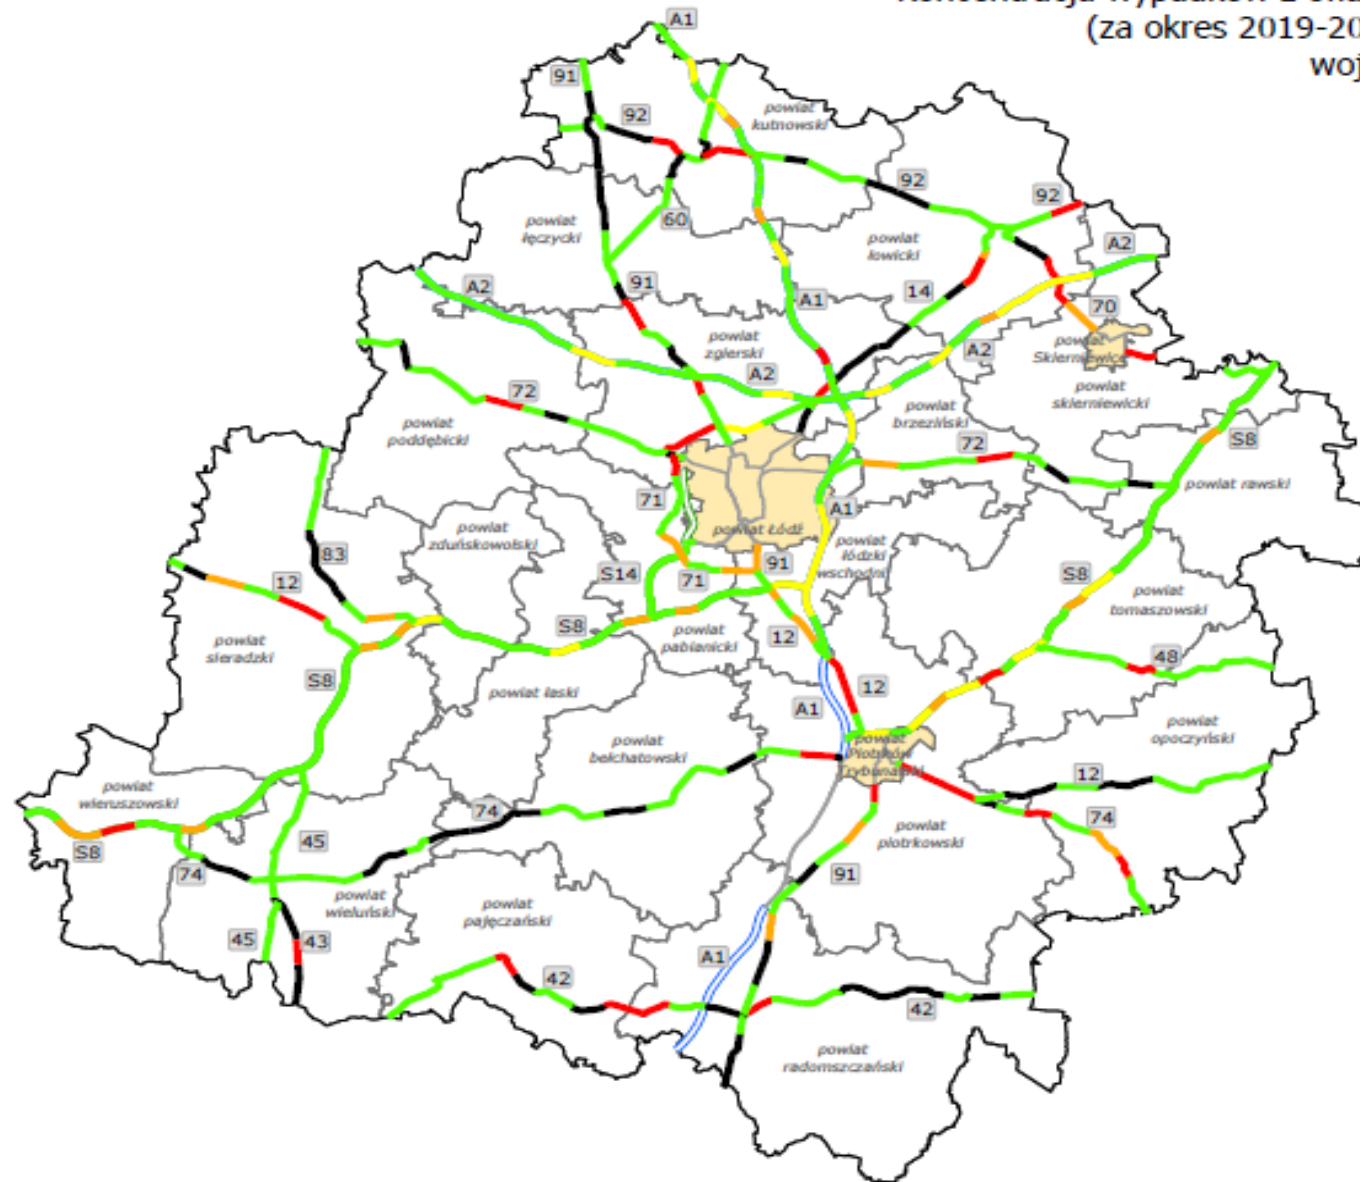 (za okres 2019-20
woj
A1
91
92
powiat
kutnowski
92
92
60
powiat
łęczycki
powiat
łowicki
A2
A2
91
A1
14
70
powiat
zgierski
A2
A2
powiat
Skierniewice
72
powiat
skierniewicki
powiat
brzeziński
powiat
poddębicki
72
S8
71
powiat rawski
A1
powiat Łódź
powiat
zduńskowolski
powiat
łódzki
wschodni
83
12
S14
71
91
S8
powiat
tomaszowski
powiat
sieradzki
S8
12
powiat
pabianicki
48
S8
12
powiat łaski
A1
powiat
opoczyński
powiat
bełchatowski
powiat
Piotrków
Trybunalski
12
powiat
wieruszowski
74
74
S8
45
powiat
piotrkowski
74
91
powiat
wieluński
powiat
pajęczański
45
43
A1
42
42
powiat
radomszczański